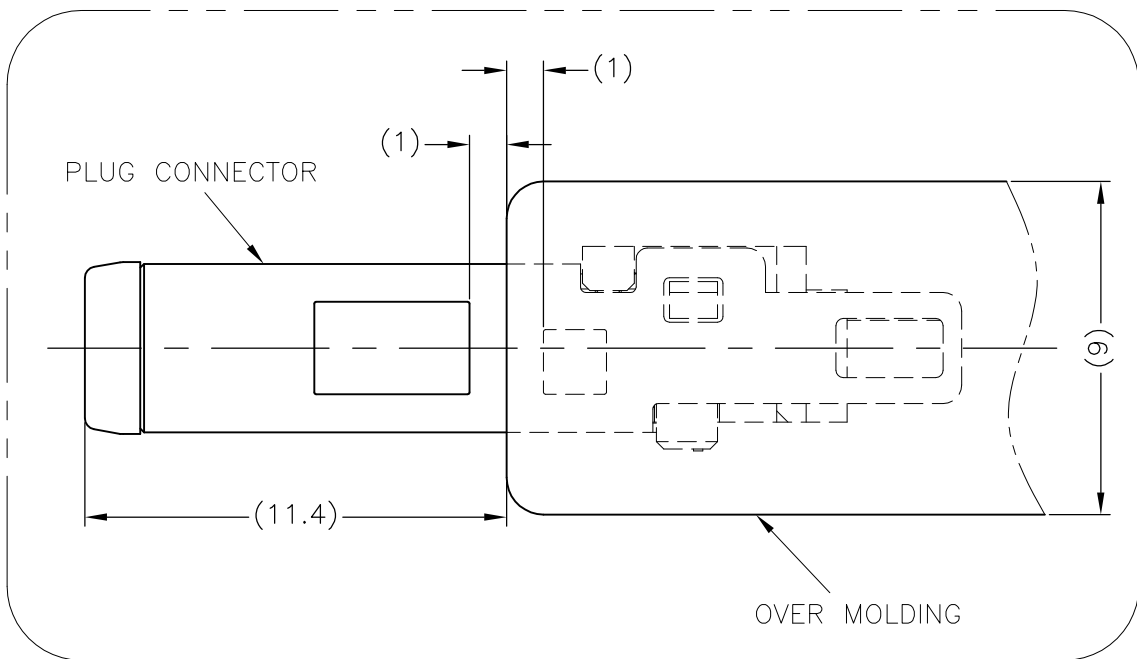 (1)
(1)
PLUG CONNECTOR
(9)
(11.4)
OVER MOLDING